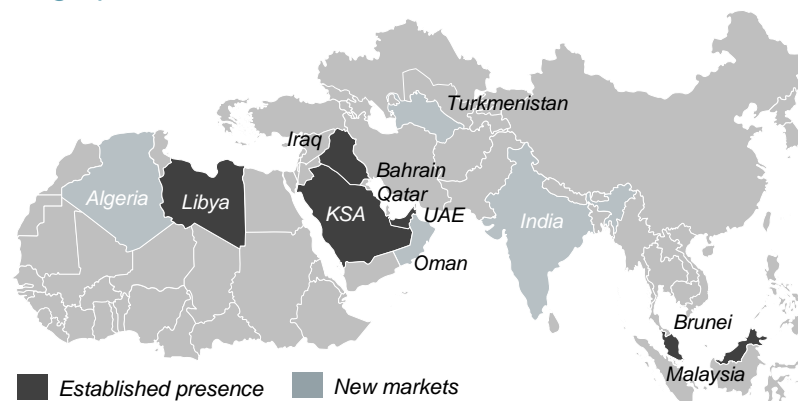 Turkmenistan
Iraq
Bahrain
Algeria
Libya
Qatar
KSA
UAE
India
Oman
Brunei
Malaysia
Established presence
New markets